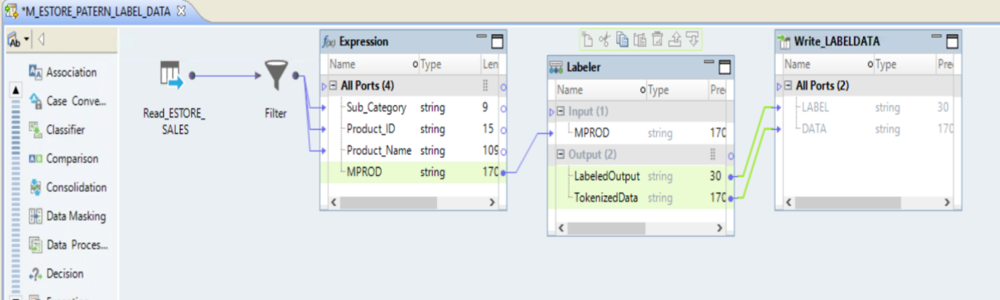 *M_ESTORE_PATERN_LABEL_DATA
Ab
Association
Case Conve...
Classifier
Comparison
Consolidation
Data Masking
Data Proces...
Decision
Read_ESTORE_
SALES
Filter
f(x) Expression
Name Type Len
All Ports (4)
Sub_Category string 9
Product_ID string 15
Product_Name string 109
MPROD string 170
Labeler
Name Type Pre
Input (1)
MPROD string 170
Output (2)
LabeledOutput string 30
TokenizedData string 170
Write_LABELDATA
Name Type Pre
All Ports (2)
LABEL string 30
DATA string 170